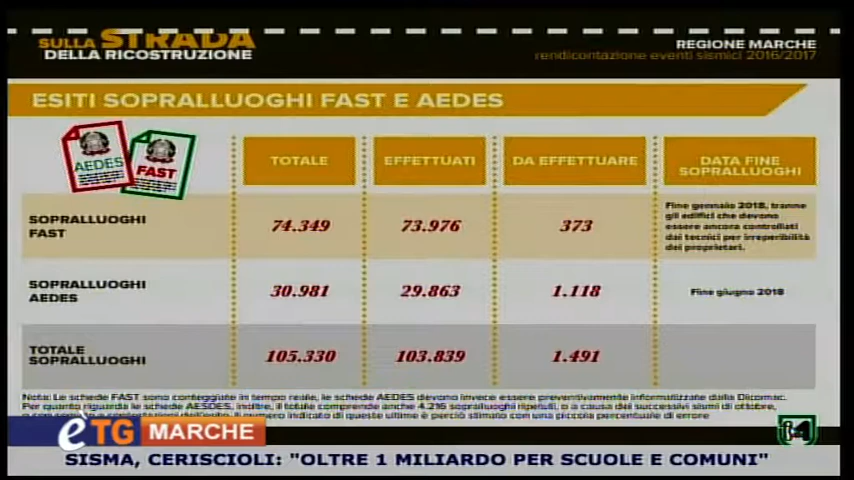 SULLA STRADA
DELLA RICOSTRUZIONE
REGIONE MARCHE
rendicontazione eventi sismici 2016/2017
ESITI SOPRALLUOGHI FAST E AEDES
AEDES
FAST
TOTALE
EFFETTUATI
DA EFFETTUARE
DATA FINE
SOPRALLUOGHI
SOPRALLUOGHI
FAST
74.349
73.976
373
Fine gennaio 2018, tranne
gli edifici che devono
essere ancora controllati
dai tecnici per irreperibilità
dei proprietari.
SOPRALLUOGHI
AEDES
30.981
29.863
1.118
Fine giugno 2018
TOTALE
SOPRALLUOGHI
105.330
103.839
1.491
Nota: Le schede FAST sono conteggiate in tempo reale, le schede AEDES devono invece essere preventivamente informatizzate dalla Dicomac.
Per quanto riguarda le schede AESDES, inoltre, il totale comprende anche 4.216 sopralluoghi ripetuti, o a causa dei successivi sismi di ottobre,
indicato di queste ultime è perciò stimato con una piccola percentuale di errore
eTG MARCHE
SISMA, CERISCIOLI: "OLTRE 1 MILIARDO PER SCUOLE E COMUNI"